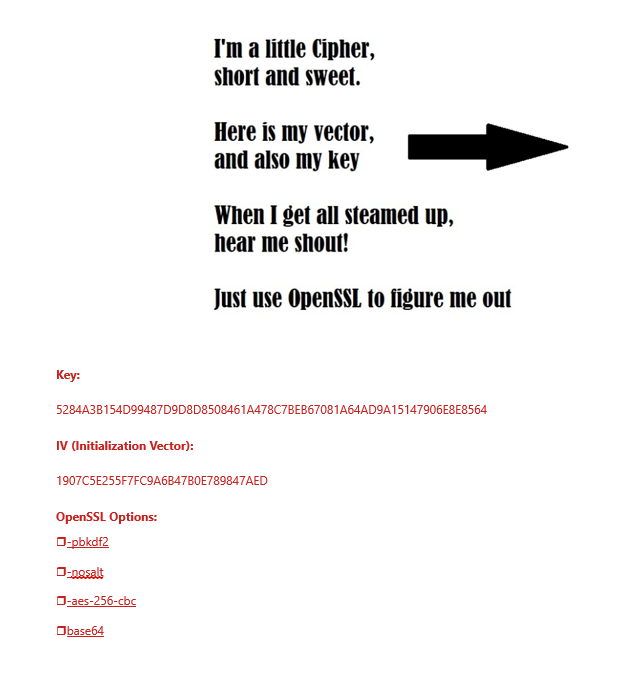 I'm a little Cipher,
short and sweet.
Here is my vector,
and also my key
When I get all steamed up,
hear me shout!
Just use OpenSSL to figure me out
Key:
5284A3B154D99487D9D8D8508461A478C7BEB67081A64AD9A15147906E8E8564
IV (Initialization Vector):
1907C5E255F7FC9A6B47B0E789847AED
OpenSSL Options:
❒-pbkdf2
❒-nosalt
❒-aes-256-cbc
❒base64